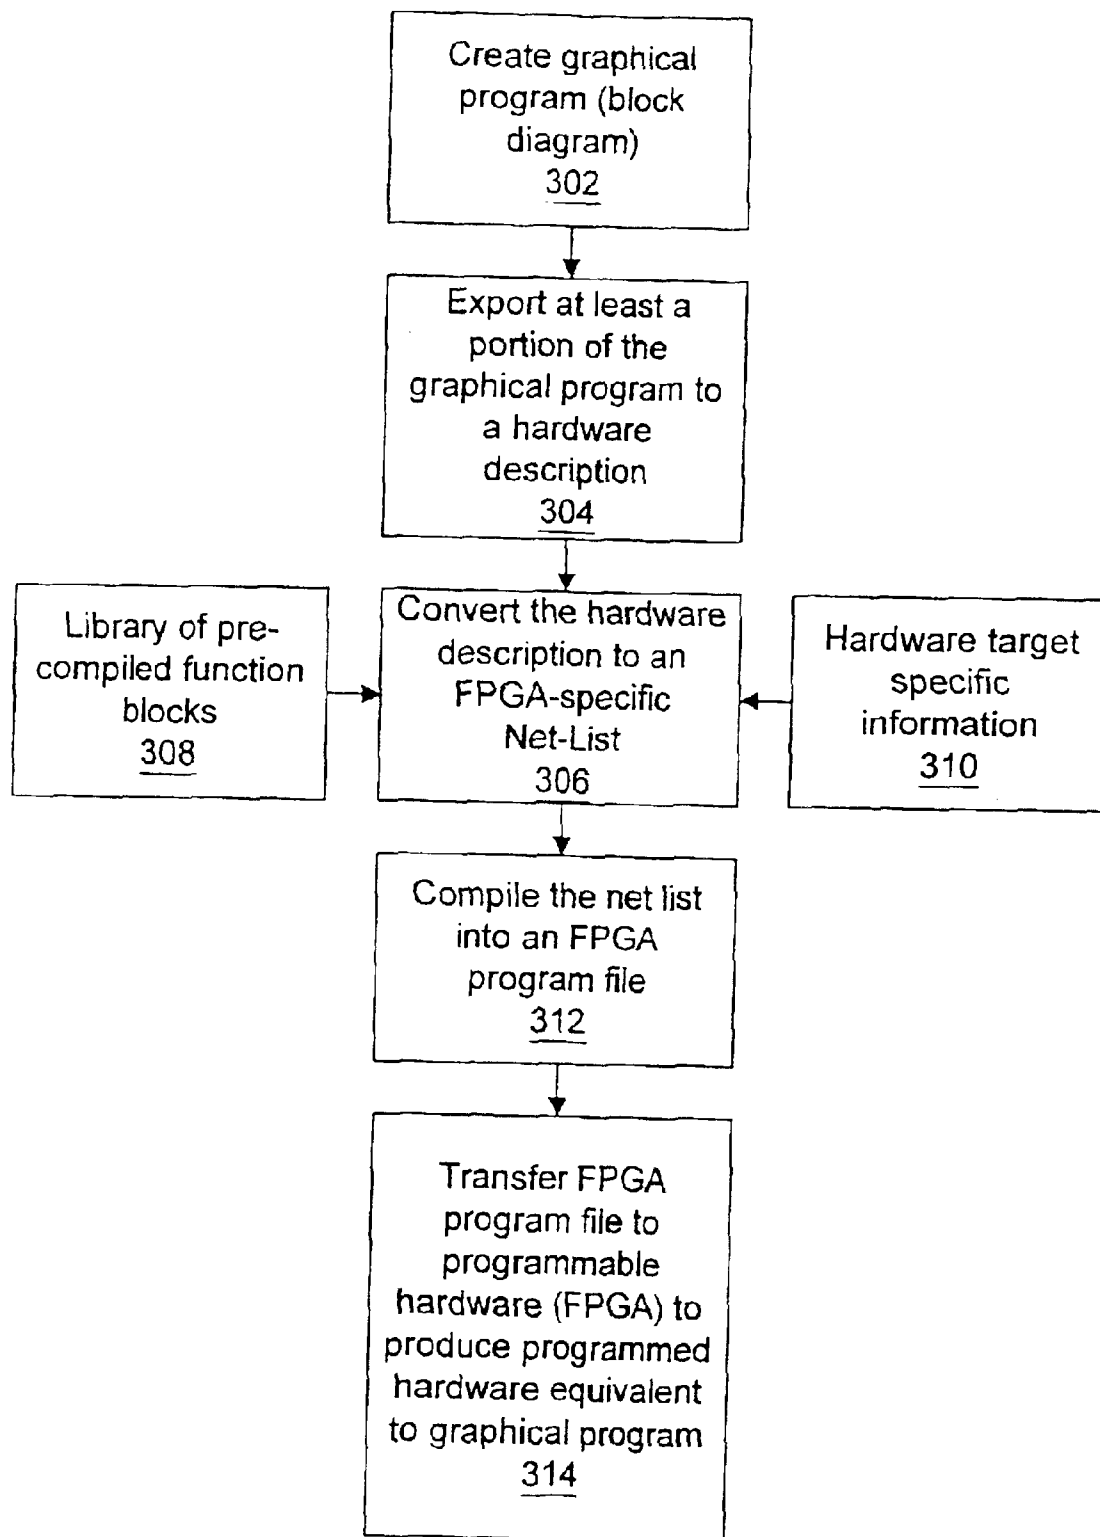 Create graphical
program (block
diagram)
302
Export at least a
portion of the
graphical program to
a hardware
description
304
Library of pre-
compiled function
blocks
308
Convert the hardware
description to an
FPGA-specific
Net-List
306
Hardware target
specific
information
310
Compile the net list
into an FPGA
program file
312
Transfer FPGA
program file to
programmable
hardware (FPGA) to
produce programmed
hardware equivalent
to graphical program
314